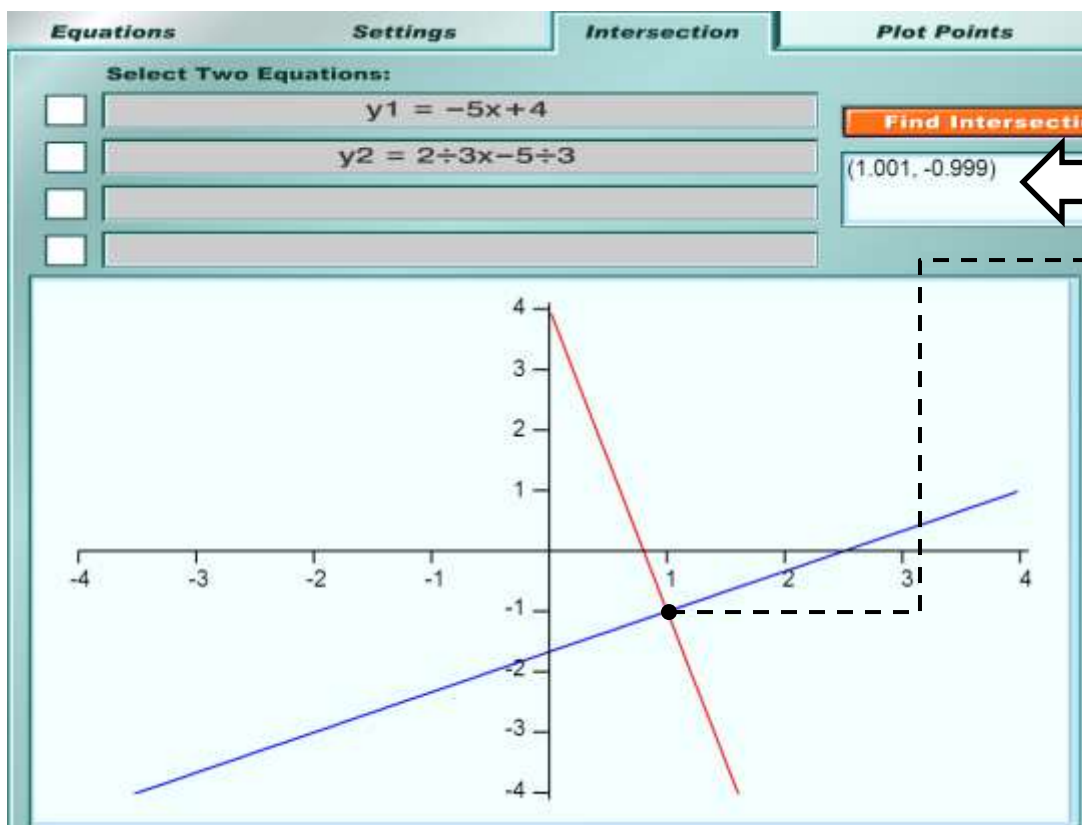 Equations Settings Intersection Plot Points
Select Two Equations:
y1 = −5x+4
Find Intersecti
y2 = 2÷3x−5÷3
(1.001, -0.999)
4
3
2
1
-4 -3 -2 -1 1 2 3 4
-1
-2
-3
-4